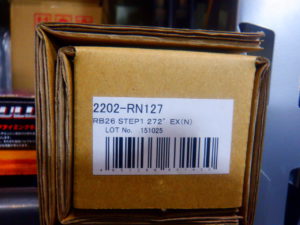 2202-RN127
RB26 STEP1 272° EX(N)
LOT No. 151025